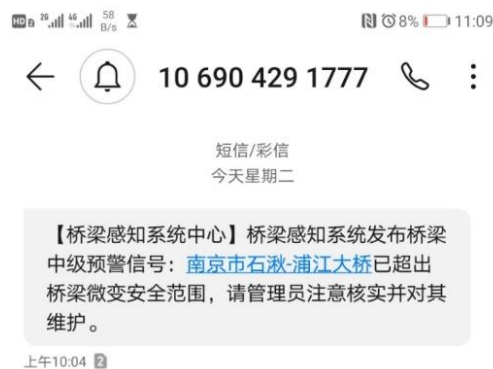 HD 2 2G 4G 58 B/s 8% 11:09
10 690 429 1777
短信/彩信
今天星期二
【桥梁感知系统中心】桥梁感知系统发布桥梁
中级预警信号：南京市石湫-浦江大桥已超出
桥梁微变安全范围，请管理员注意核实并对其
维护。
上午10:04 2